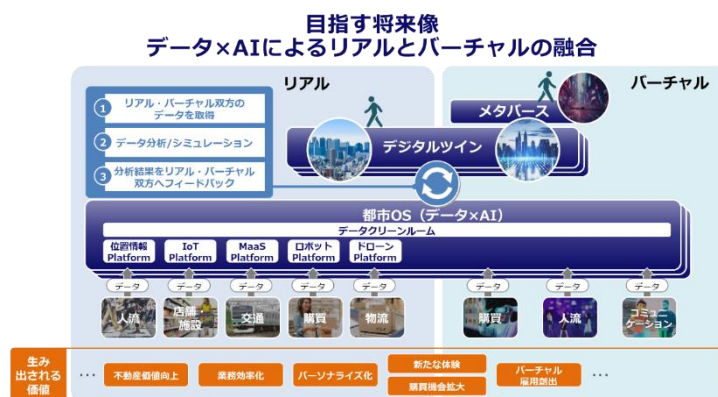 目指す将来像
データ×AIによるリアルとバーチャルの融合
リアル
バーチャル
1 リアル・バーチャル双方の
データを取得
2 データ分析/シミュレーション
3 分析結果をリアル・バーチャル
双方へフィードバック
メタバース
デジタルツイン
都市OS（データ×AI）
データクリーンルーム
位置情報
Platform
IoT
Platform
MaaS
Platform
ロボット
Platform
ドローン
Platform
データ データ データ データ データ データ データ データ
人流
店舗・
施設
交通
購買
物流
購買
人流
コミュニ
ケーション
生み
出される
価値
･･･
不動産価値向上
業務効率化
パーソナライズ化
新たな体験
購買機会拡大
バーチャル
雇用創出
･･･